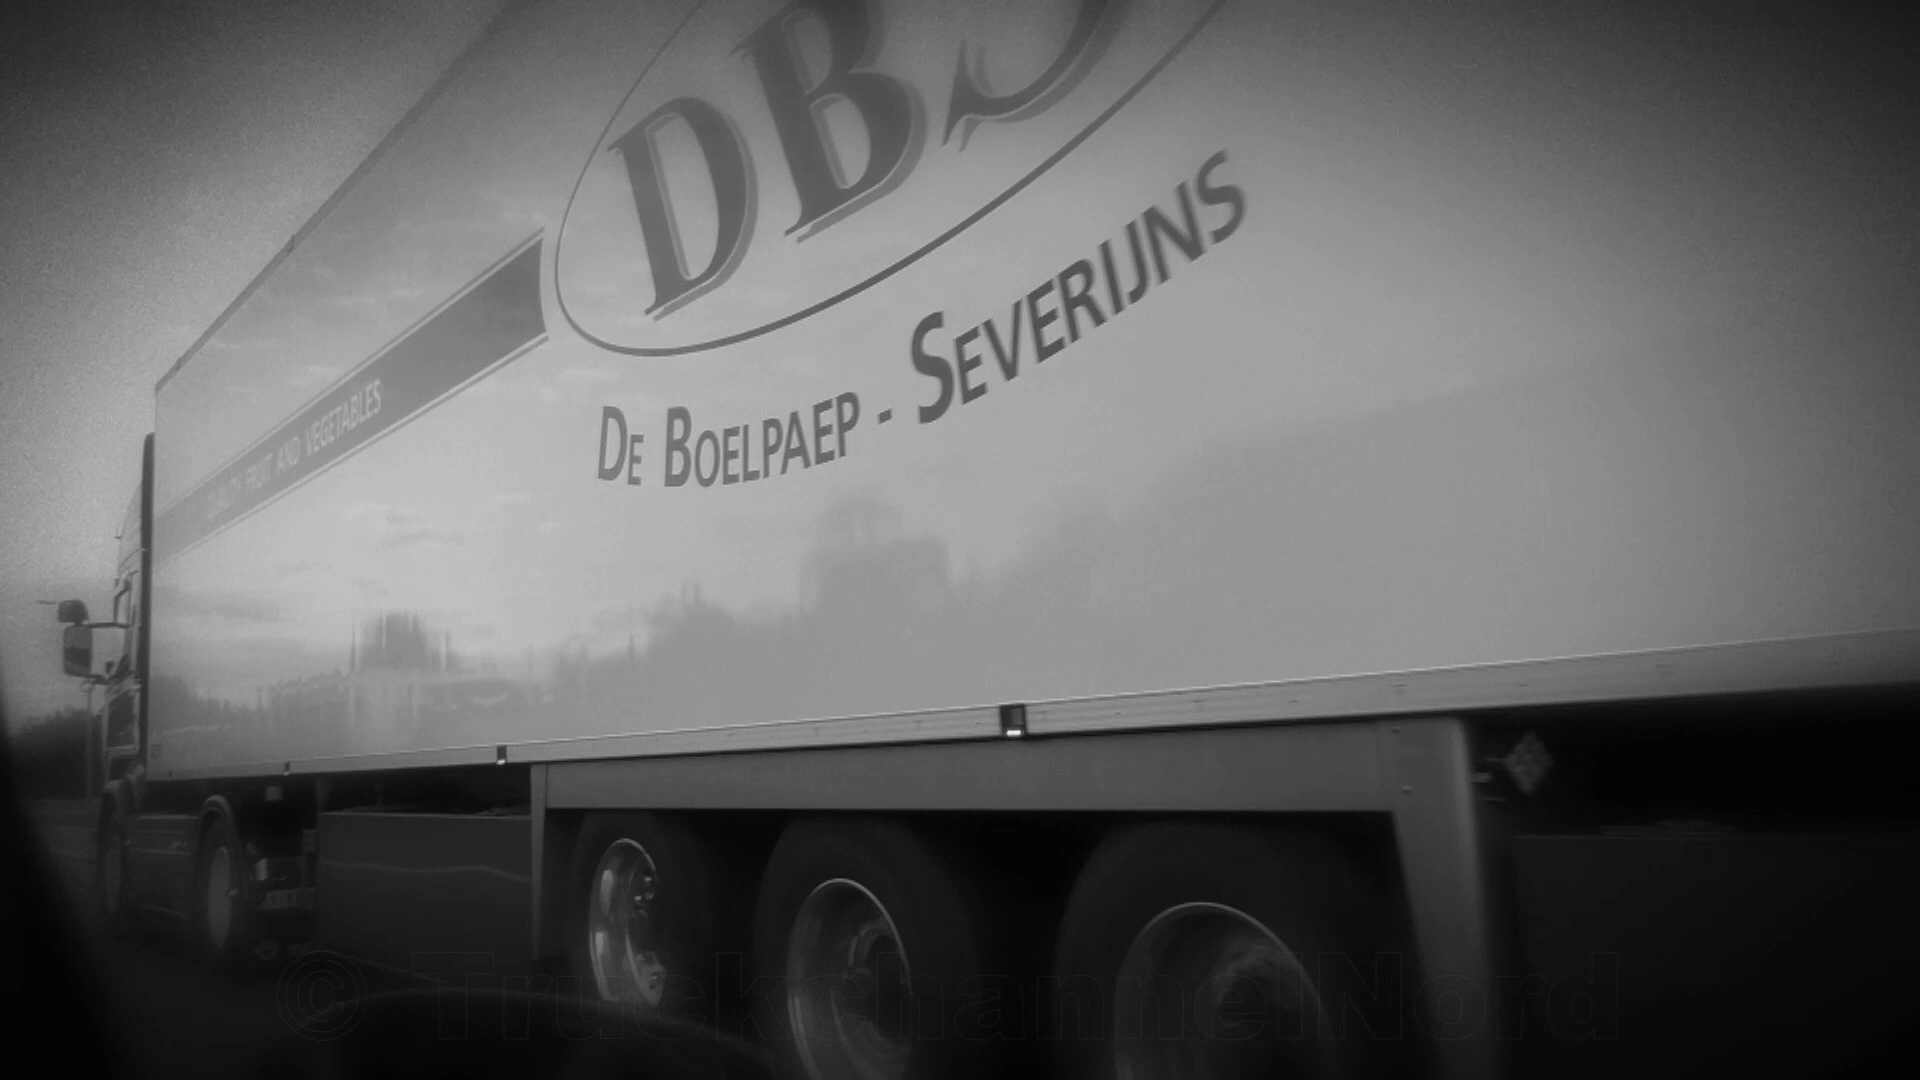 DBS
DE BOELPAEP - SEVERIJNS
QUALITY FRUIT AND VEGETABLES
© TruckchannelNord